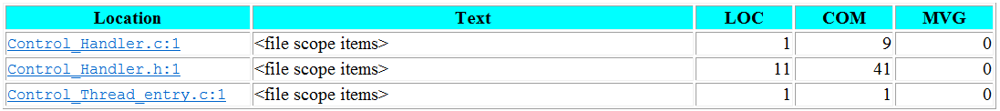 Location Text LOC COM MVG
Control_Handler.c:1 <file scope items> 1 9 0
Control_Handler.h:1 <file scope items> 11 41 0
Control_Thread_entry.c:1 <file scope items> 1 1 0